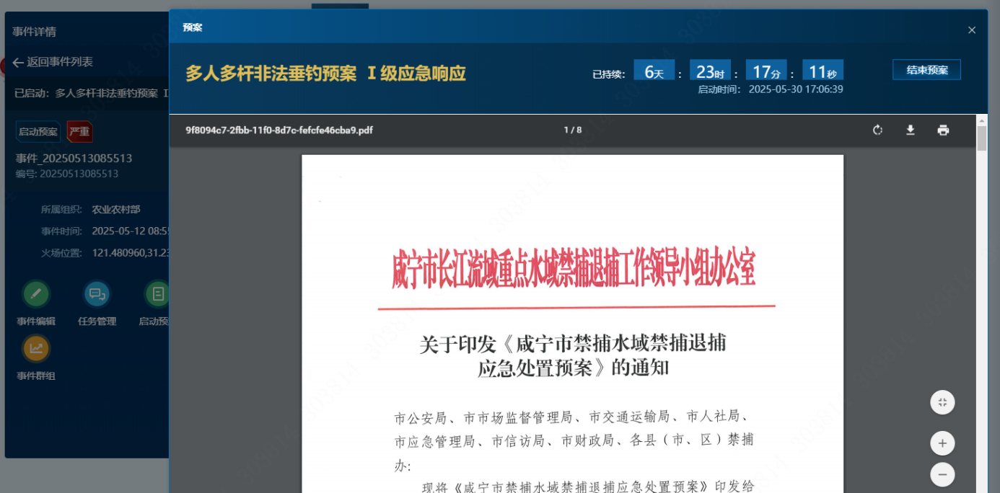 事件详情
返回事件列表
已启动：多人多杆非法垂钓预案 I
启动预案 严重
事件_20250513085513
编号: 20250513085513
所属组织: 农业农村部
事件时间: 2025-05-12 08:5
火场位置: 121.480960,31.23
事件编辑 任务管理 启动预
事件群组
预案
多人多杆非法垂钓预案 Ⅰ级应急响应
已持续： 6天 : 23时 : 17分 : 11秒
启动时间： 2025-05-30 17:06:39
结束预案
9f8094c7-2fbb-11f0-8d7c-fefcfe46cba9.pdf
1 / 8
咸宁市长江流域重点水域禁捕退捕工作领导小组办公室
关于印发《咸宁市禁捕水域禁捕退捕
应急处置预案》的通知
市公安局、市市场监督管理局、市交通运输局、市人社局、
市应急管理局、市信访局、市财政局、各县（市、区）禁捕
办：
现将《咸宁市禁捕水域禁捕退捕应急处置预案》印发给
303814